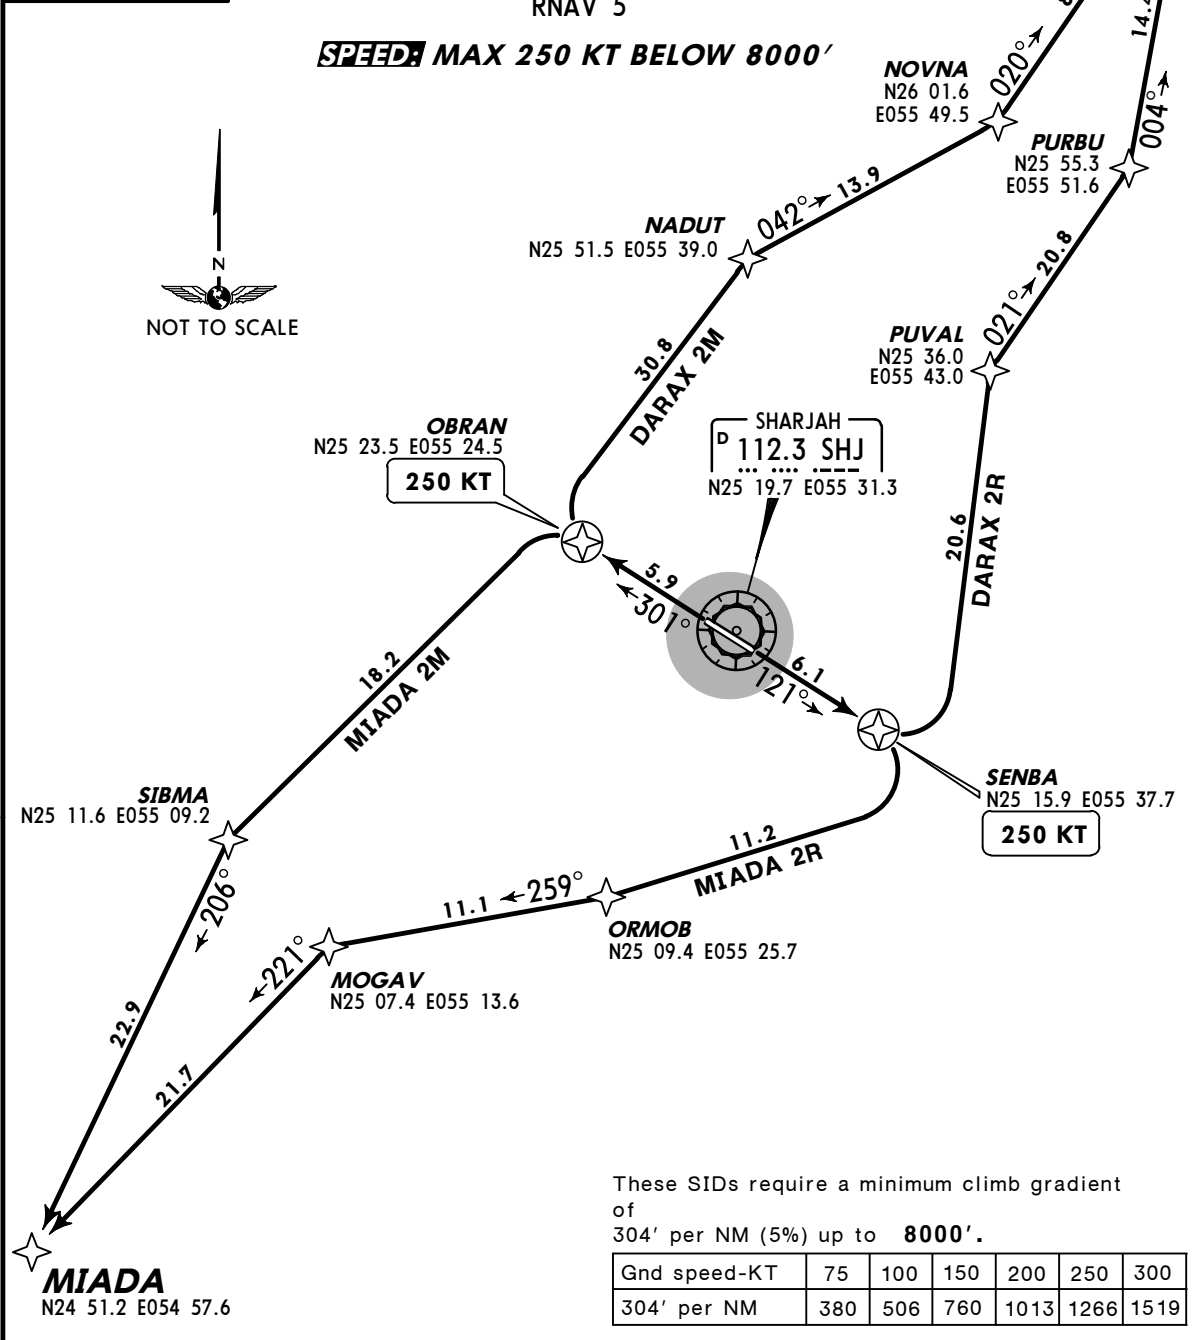 RNAV 5
SPEED: MAX 250 KT BELOW 8000'
NOVNA
N26 01.6
E055 49.5
020°
14.4
004°
PURBU
N25 55.3
E055 51.6
NADUT
N25 51.5 E055 39.0
042°
13.9
N
NOT TO SCALE
021°
20.8
PUVAL
N25 36.0
E055 43.0
30.8
DARAX 2M
OBRAN
N25 23.5 E055 24.5
250 KT
SHARJAH
D 112.3 SHJ
N25 19.7 E055 31.3
20.6
DARAX 2R
5.9
301°
6.1
121°
18.2
MIADA 2M
SENBA
N25 15.9 E055 37.7
250 KT
SIBMA
N25 11.6 E055 09.2
206°
11.2
MIADA 2R
11.1
259°
ORMOB
N25 09.4 E055 25.7
221°
MOGAV
N25 07.4 E055 13.6
22.9
21.7
MIADA
N24 51.2 E054 57.6
These SIDs require a minimum climb gradient
of
304' per NM (5%) up to 8000'.
Gnd speed-KT 75 100 150 200 250 300
304' per NM 380 506 760 1013 1266 1519